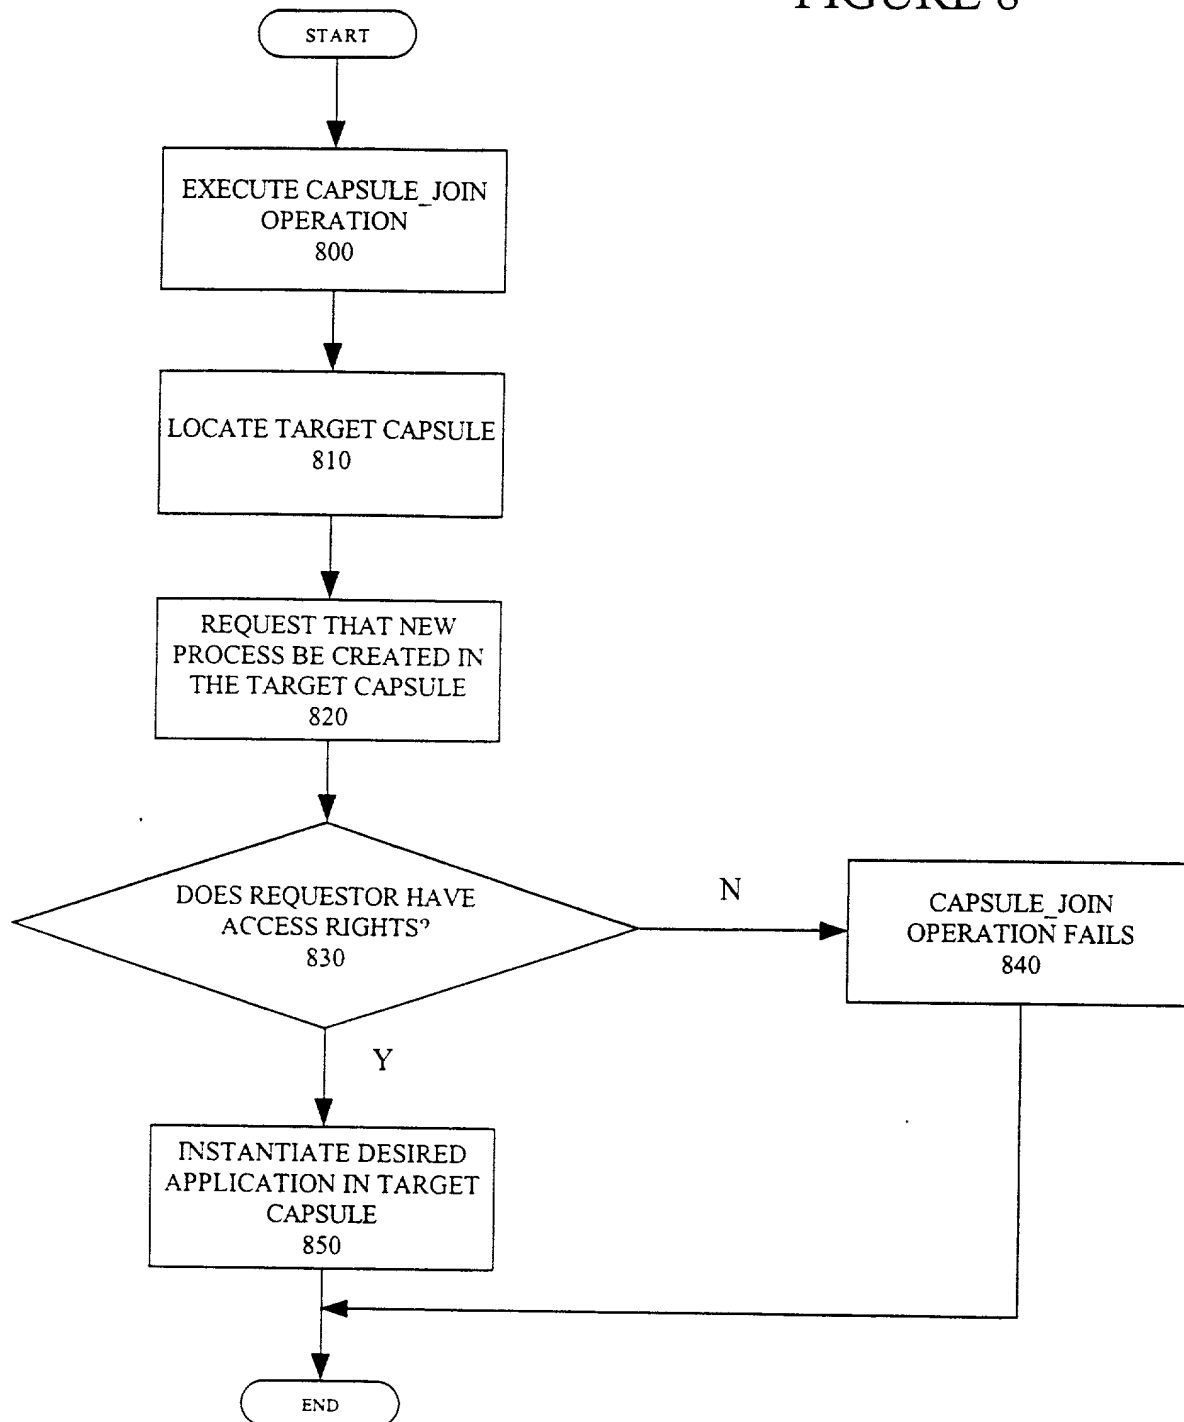 FIGURE 8
START
EXECUTE CAPSULE_JOIN
OPERATION
800
LOCATE TARGET CAPSULE
810
REQUEST THAT NEW
PROCESS BE CREATED IN
THE TARGET CAPSULE
820
DOES REQUESTOR HAVE
ACCESS RIGHTS?
830
N
CAPSULE_JOIN
OPERATION FAILS
840
Y
INSTANTIATE DESIRED
APPLICATION IN TARGET
CAPSULE
850
END